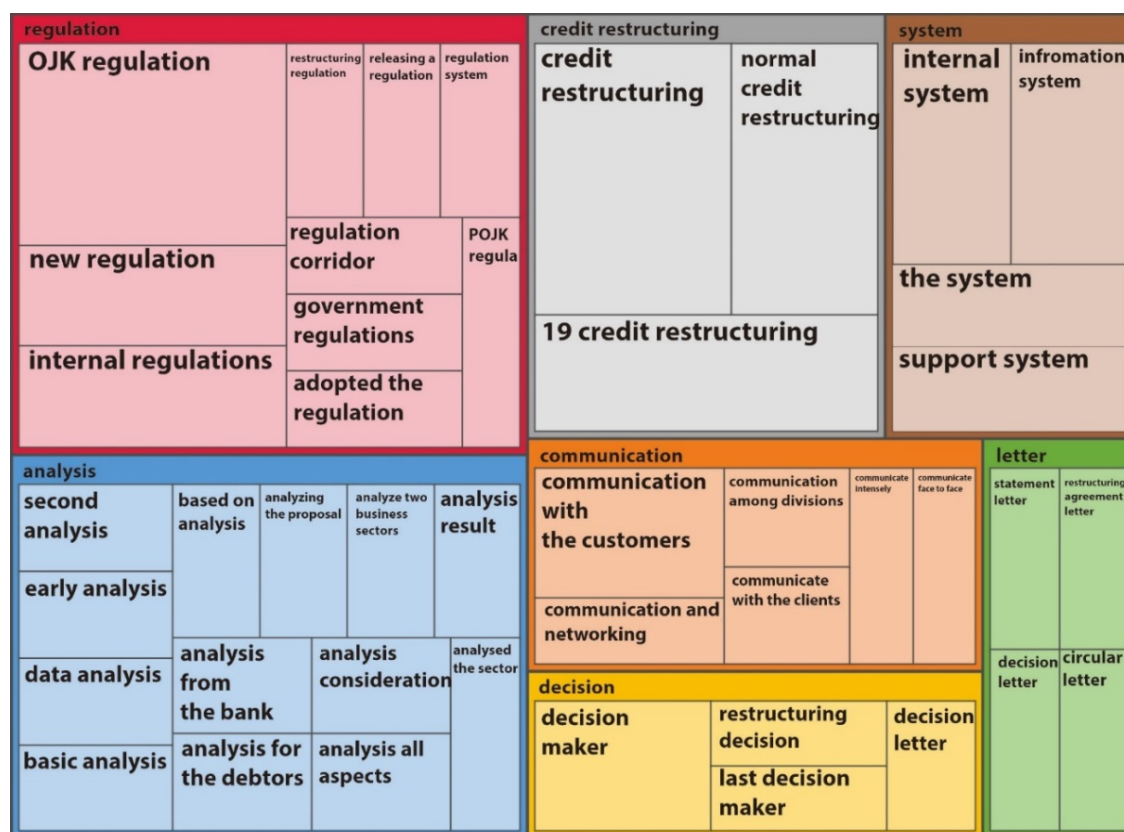 regulation
OJK regulation
restructuring
regulation
releasing a
regulation
regulation
system
new regulation
internal regulations
regulation
corridor
POJK
regula
government
regulations
adopted the
regulation
credit restructuring
credit
restructuring
normal
credit
restructuring
19 credit restructuring
system
internal
system
infromation
system
the system
support system
analysis
second
analysis
based on
analysis
analyzing
the proposal
analyze two
business
sectors
analysis
result
early analysis
data analysis
basic analysis
analysis
from
the bank
analysis
consideration
analysed
the sector
analysis for
the debtors
analysis all
aspects
communication
communication
with
the customers
communication
among divisions
communicate
intensely
communicate
face to face
communication and
networking
communicate
with the clients
decision
decision
maker
restructuring
decision
decision
letter
last decision
maker
letter
statement
letter
restructuring
agreement
letter
decision
letter
circular
letter